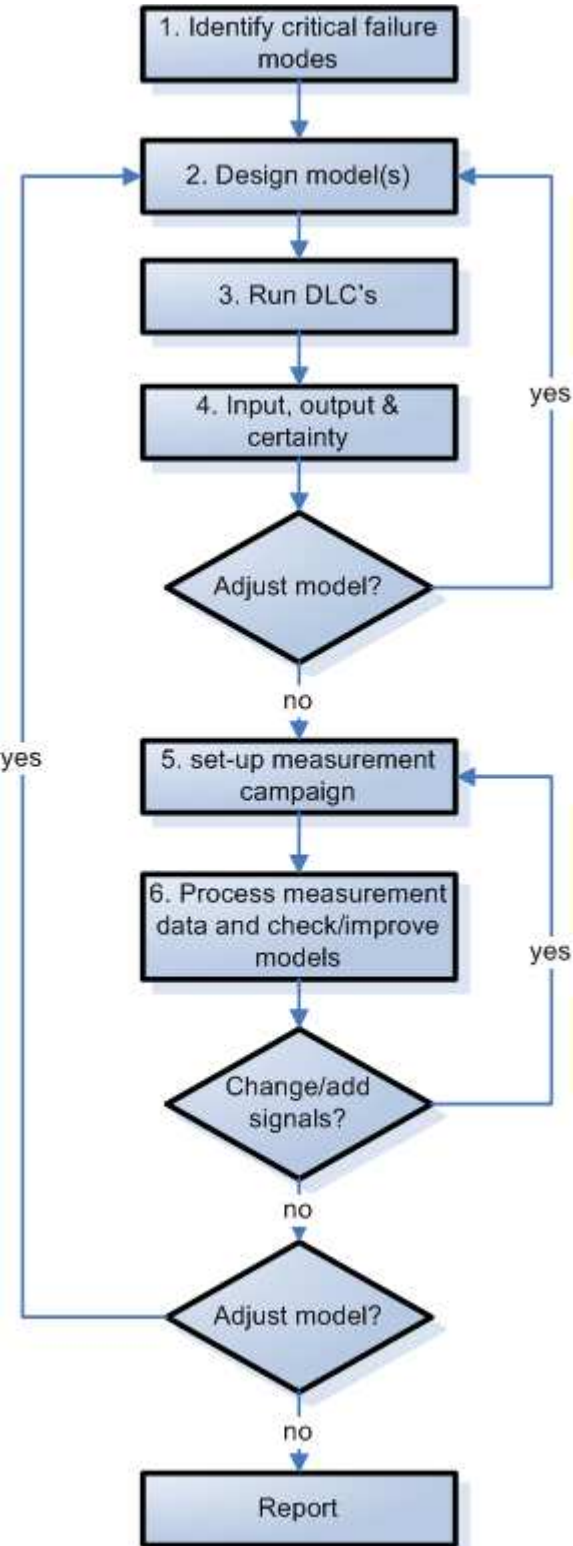 1. Identify critical failure
modes
2. Design model(s)
3. Run DLC's
4. Input, output &
certainty
yes
Adjust model?
no
yes
5. set-up measurement
campaign
6. Process measurement
data and check/improve
models
yes
Change/add
signals?
no
Adjust model?
no
Report